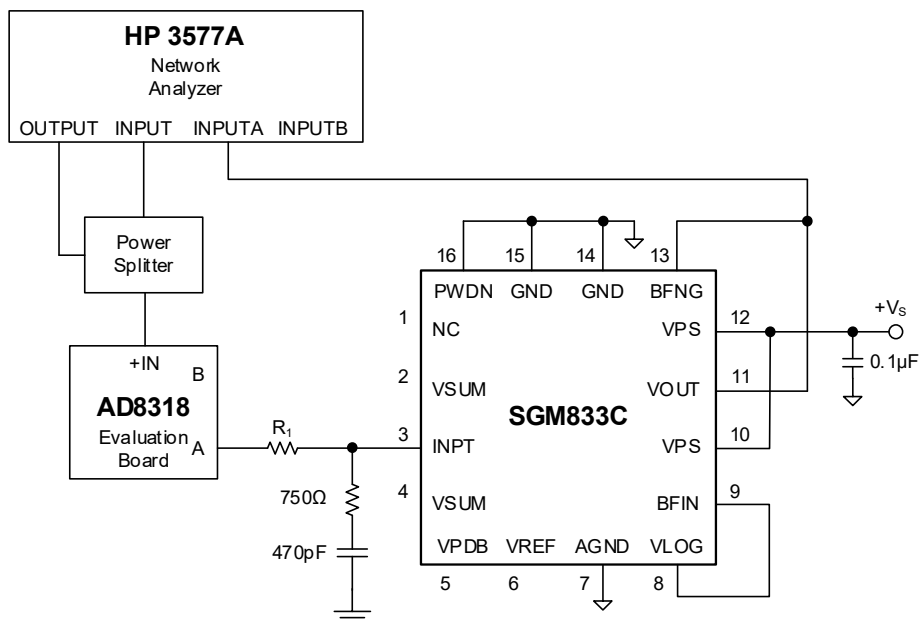 HP 3577A
Network
Analyzer
OUTPUT INPUT INPUTA INPUTB
Power
Splitter
+IN
B
AD8318
Evaluation
Board
A
R1
750Ω
470pF
16 15 14 13
PWDN GND GND BFNG
1 NC
2 VSUM
3 INPT
4 VSUM
SGM833C
VPS 12
VOUT 11
VPS 10
BFIN 9
VPDB VREF AGND VLOG
5 6 7 8
+VS
0.1µF